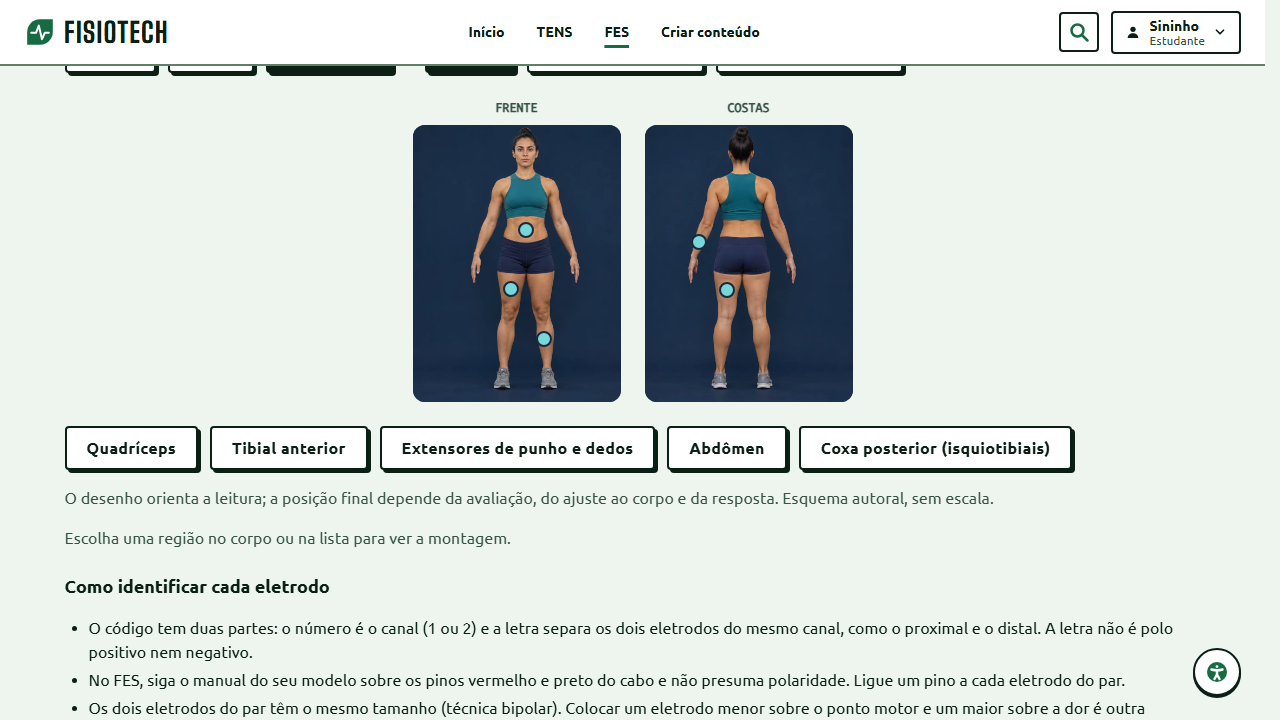 FISIOTECH
Início
TENS
FES
Criar conteúdo
Sininho
Estudante
FRENTE
COSTAS
Quadríceps
Tibial anterior
Extensores de punho e dedos
Abdômen
Coxa posterior (isquiotibiais)
O desenho orienta a leitura; a posição final depende da avaliação, do ajuste ao corpo e da resposta. Esquema autoral, sem escala.
Escolha uma região no corpo ou na lista para ver a montagem.
Como identificar cada eletrodo
• O código tem duas partes: o número é o canal (1 ou 2) e a letra separa os dois eletrodos do mesmo canal, como o proximal e o distal. A letra não é polo
positivo nem negativo.
• No FES, siga o manual do seu modelo sobre os pinos vermelho e preto do cabo e não presuma polaridade. Ligue um pino a cada eletrodo do par.
• Os dois eletrodos do par têm o mesmo tamanho (técnica bipolar). Colocar um eletrodo menor sobre o ponto motor e um maior sobre a dor é outra